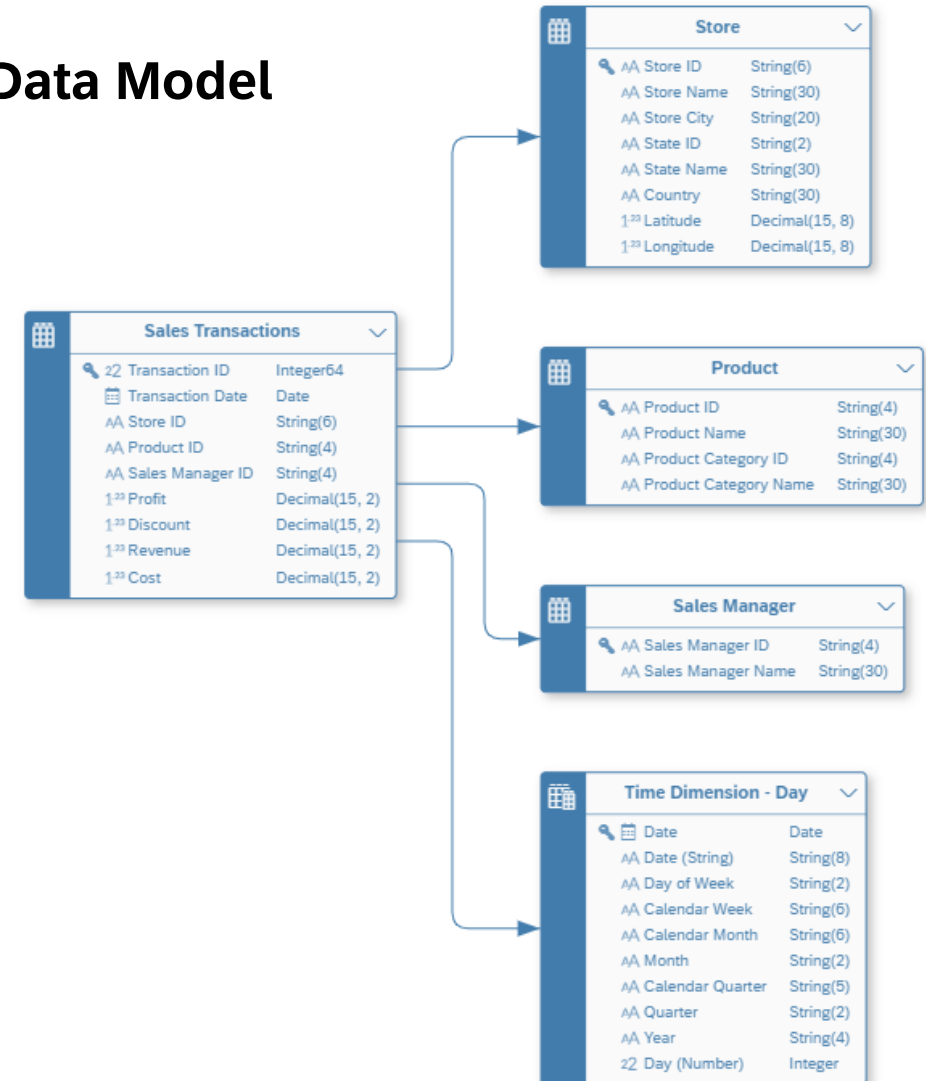 Data Model
Store
Store ID String(6)
Store Name String(30)
Store City String(20)
State ID String(2)
State Name String(30)
Country String(30)
Latitude Decimal(15, 8)
Longitude Decimal(15, 8)
Sales Transactions
Transaction ID Integer64
Transaction Date Date
Store ID String(6)
Product ID String(4)
Sales Manager ID String(4)
Profit Decimal(15, 2)
Discount Decimal(15, 2)
Revenue Decimal(15, 2)
Cost Decimal(15, 2)
Product
Product ID String(4)
Product Name String(30)
Product Category ID String(4)
Product Category Name String(30)
Sales Manager
Sales Manager ID String(4)
Sales Manager Name String(30)
Time Dimension - Day
Date Date
Date (String) String(8)
Day of Week String(2)
Calendar Week String(6)
Calendar Month String(6)
Month String(2)
Calendar Quarter String(5)
Quarter String(2)
Year String(4)
Day (Number) Integer